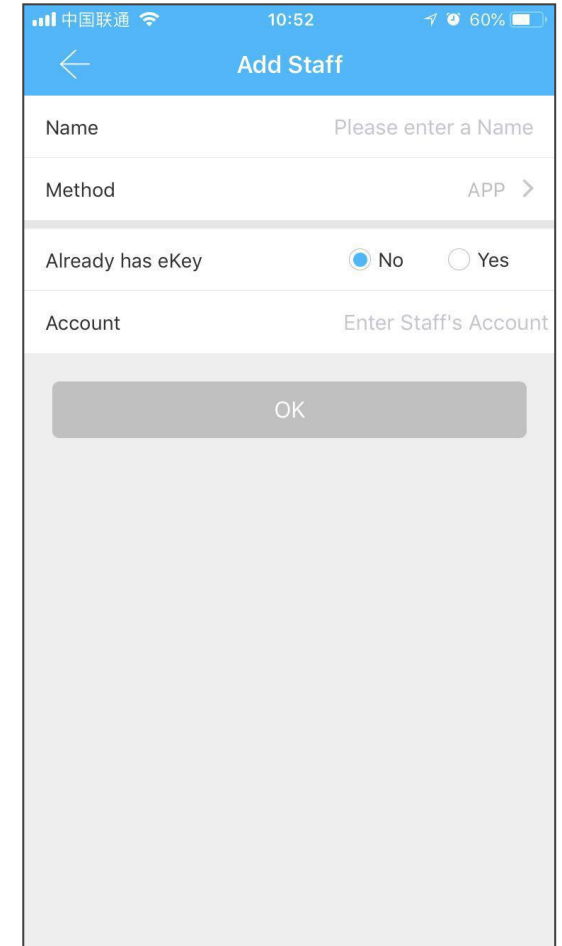 中国联通 10:52 60%
Add Staff
Name Please enter a Name
Method APP
Already has eKey No Yes
Account Enter Staff's Account
OK